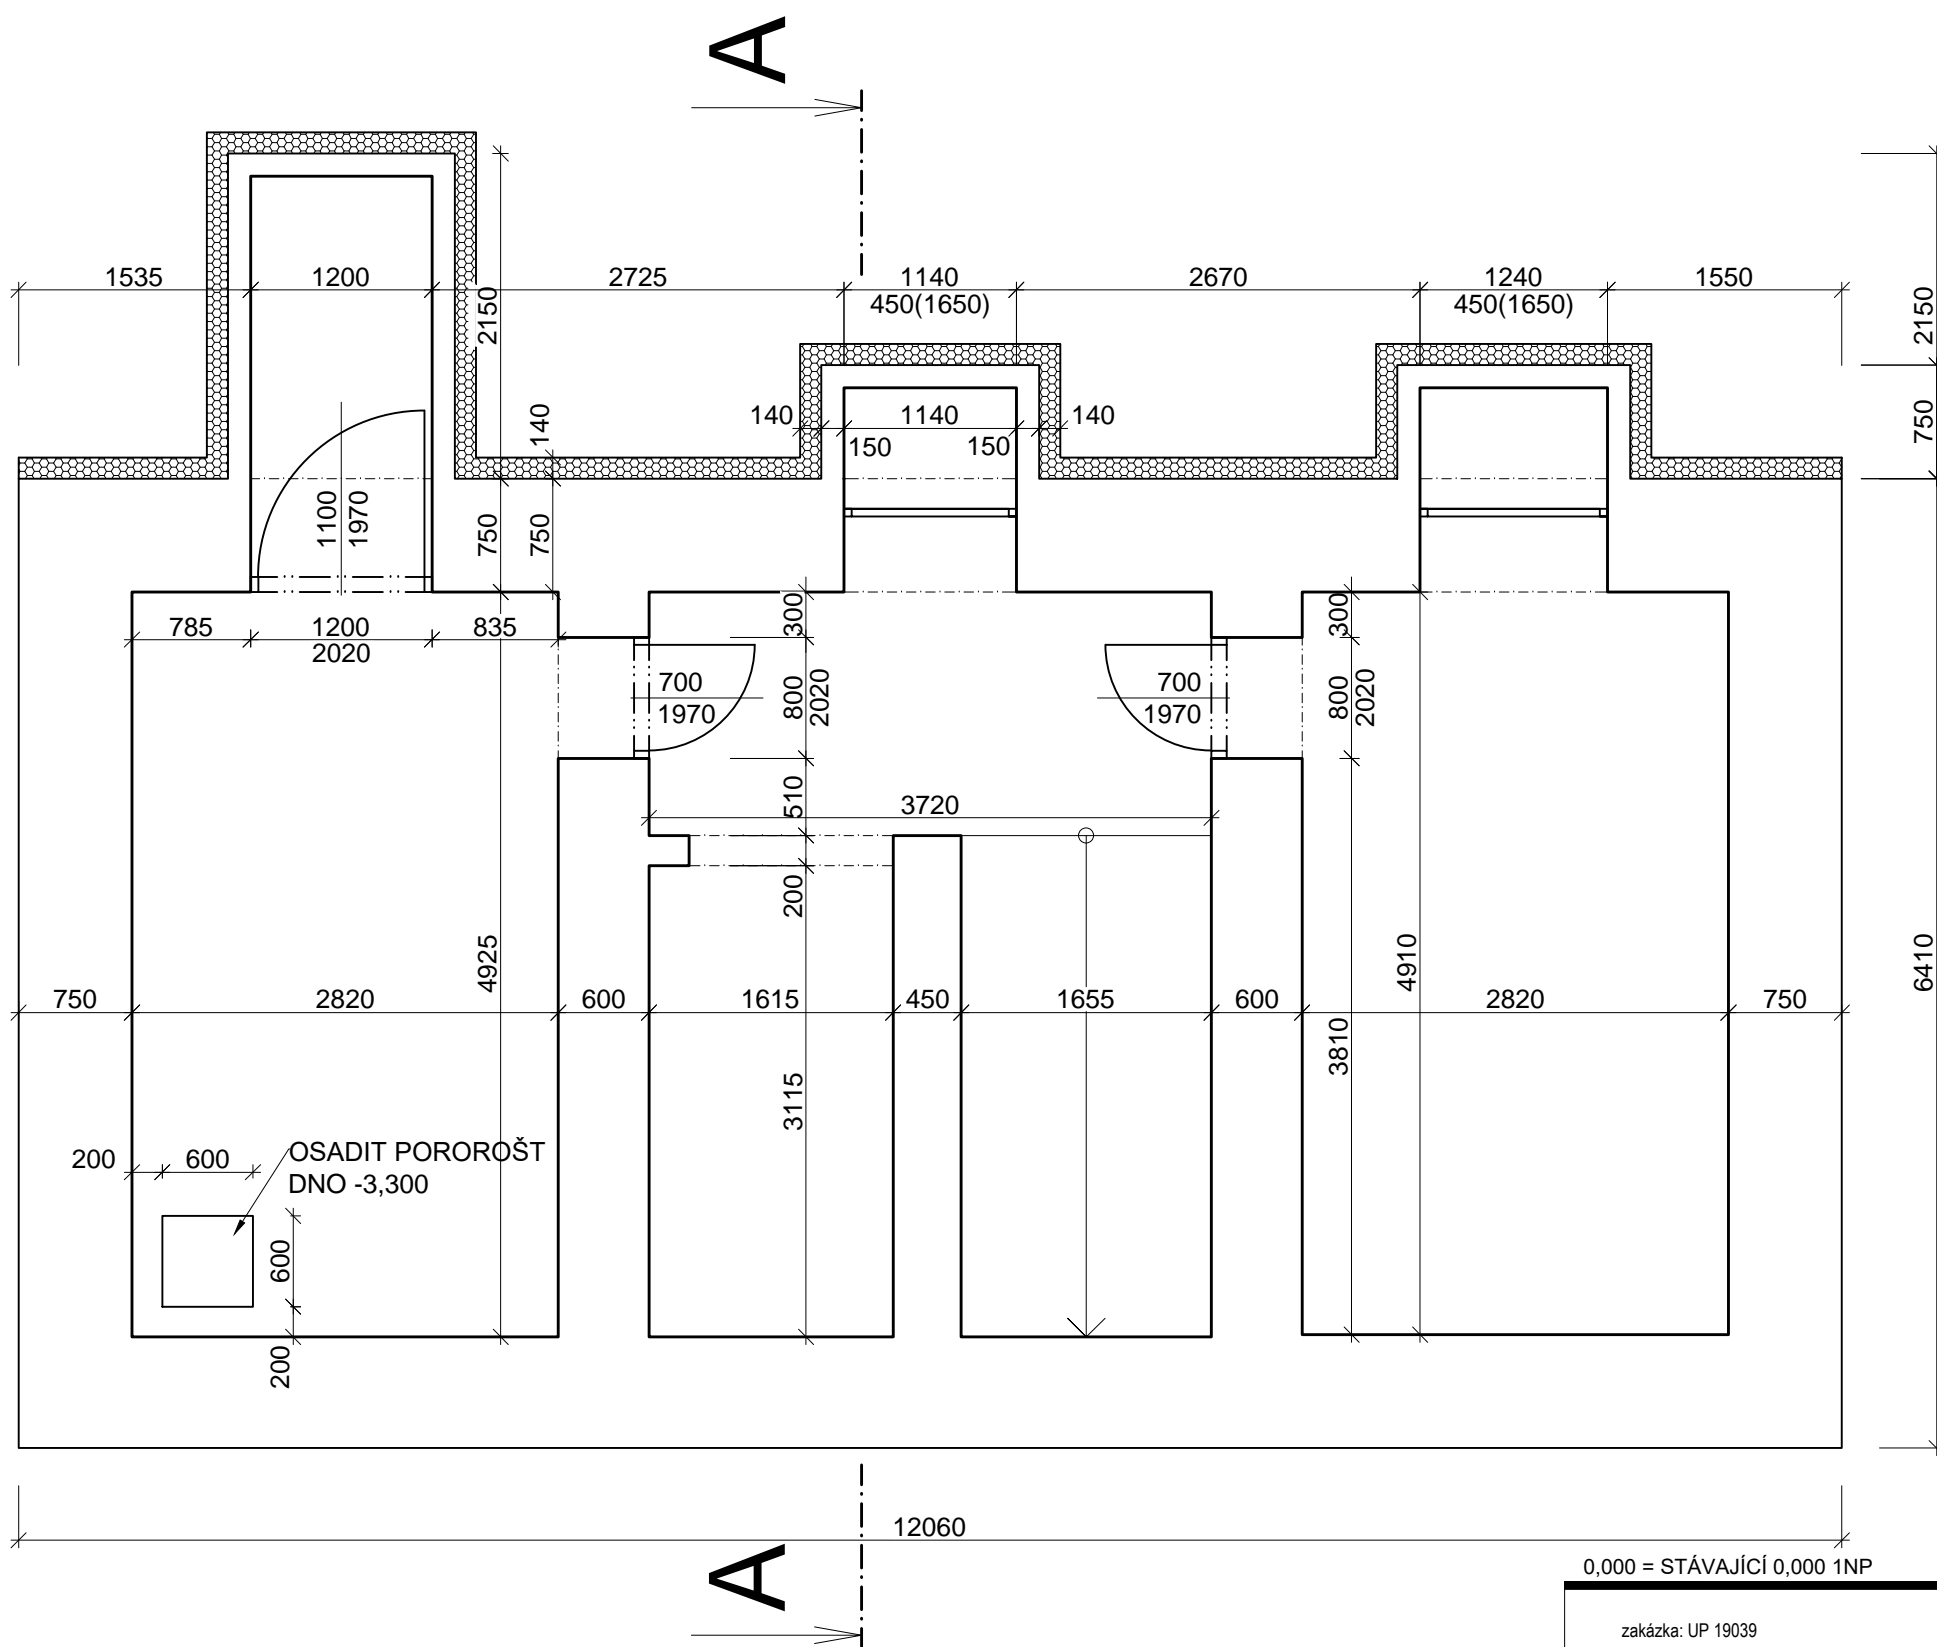 A
1535 1200 2725 1140 2670 1240 1550
450(1650) 450(1650)
2150 2150
140 1140 140
150 150
140 750
1100 1970
750 750
785 1200 835
2020
300 300
700 700
1970 1970
800 2020 800 2020
510
3720
200
4925 4910 6410
750 2820 600 1615 450 1655 600 2820 750
3115 3810
OSADIT POROROŠT
200 600
DNO -3,300
600
200
12060
A
0,000 = STÁVAJÍCÍ 0,000 1NP
zakázka: UP 19039